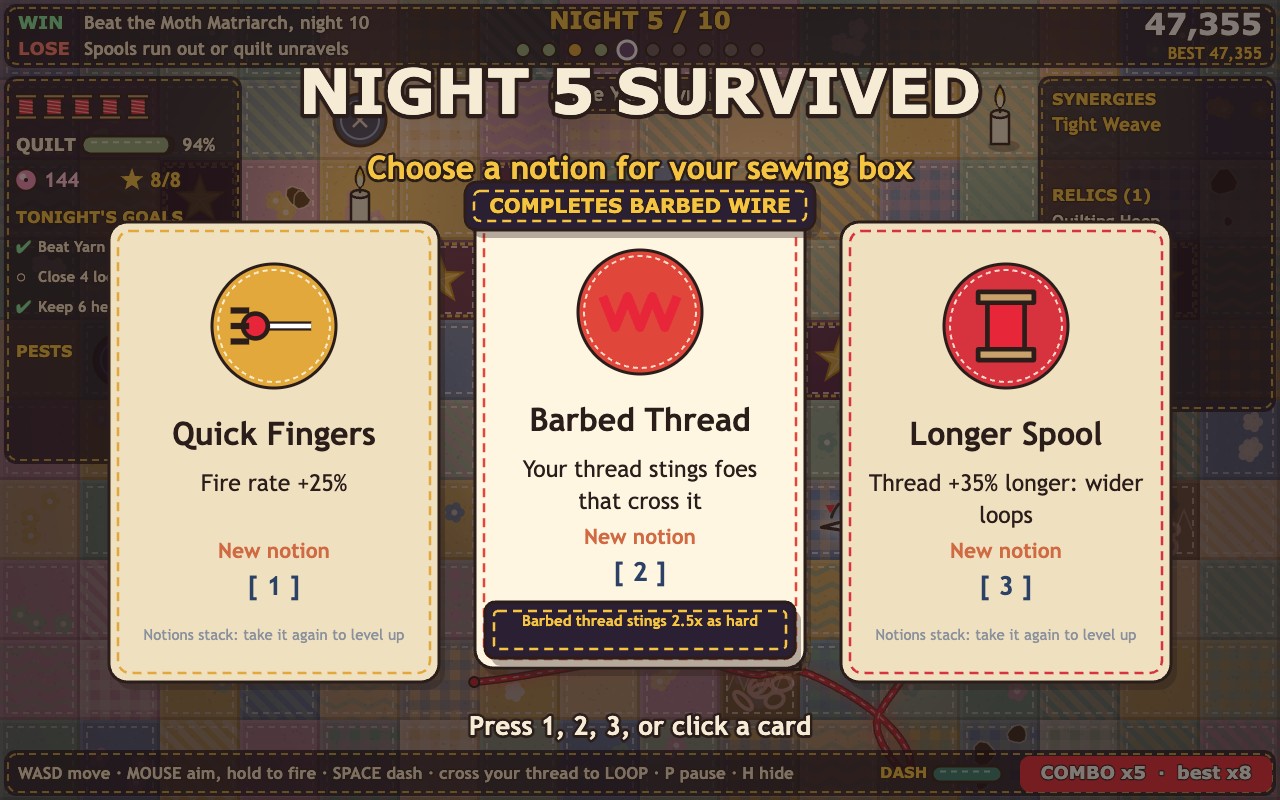 WIN Beat the Moth Matriarch, night 10
LOSE Spools run out or quilt unravels
NIGHT 5 / 10
47,355
BEST 47,355
NIGHT 5 SURVIVED
Choose a notion for your sewing box
QUILT 94%
144 8/8
TONIGHT'S GOALS
Beat Yarn
Close 4
Keep 6
PESTS
SYNERGIES
Tight Weave
RELICS (1)
Quilting Hoop
Quick Fingers
Fire rate +25%
New notion
[ 1 ]
Notions stack: take it again to level up
COMPLETES BARBED WIRE
Barbed Thread
Your thread stings foes
that cross it
New notion
[ 2 ]
Barbed thread stings 2.5x as hard
Longer Spool
Thread +35% longer: wider
loops
New notion
[ 3 ]
Notions stack: take it again to level up
Press 1, 2, 3, or click a card
WASD move · MOUSE aim, hold to fire · SPACE dash · cross your thread to LOOP · P pause · H hide
DASH
COMBO x5 · best x8